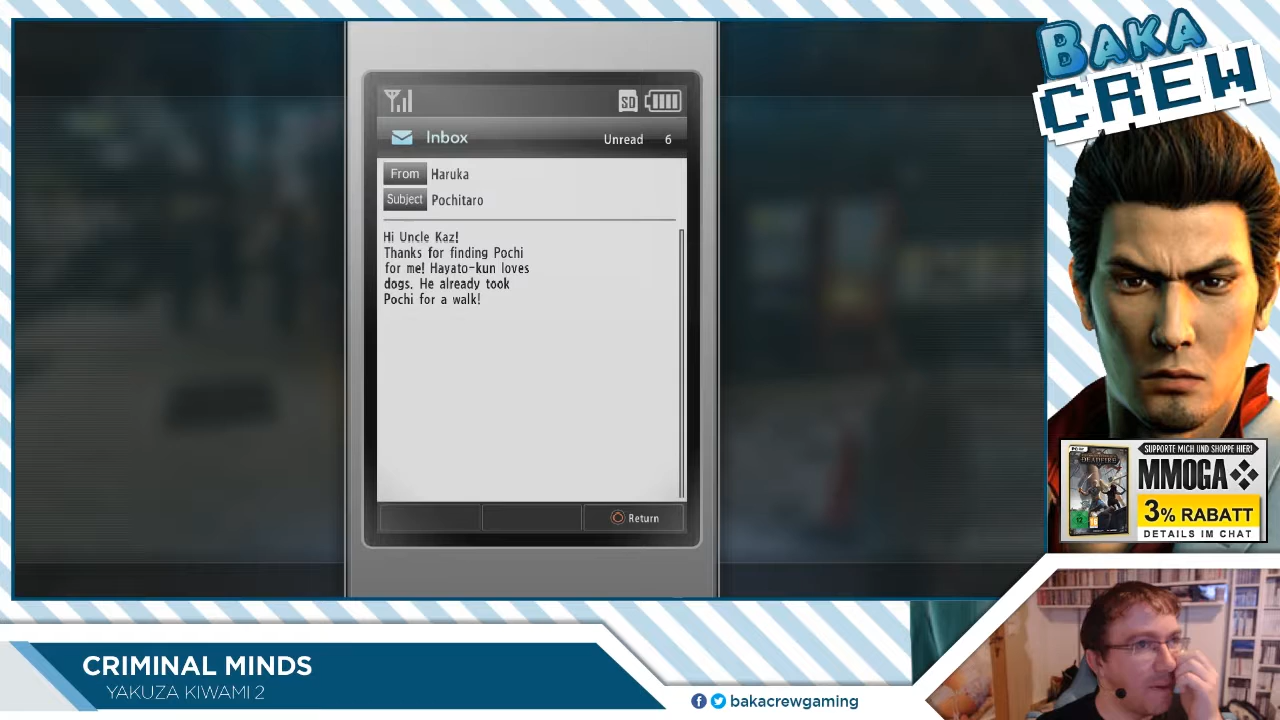 BAKA
CREW
SD
Inbox
Unread 6
From Haruka
Subject Pochitaro
Hi Uncle Kaz!
Thanks for finding Pochi
for me! Hayato-kun loves
dogs. He already took
Pochi for a walk!
Return
SUPPORTE MICH UND SHOPPE HIER!
DEADFIRE
MMOGA
3% RABATT
DETAILS IM CHAT
CRIMINAL MINDS
YAKUZA KIWAMI 2
bakacrewgaming